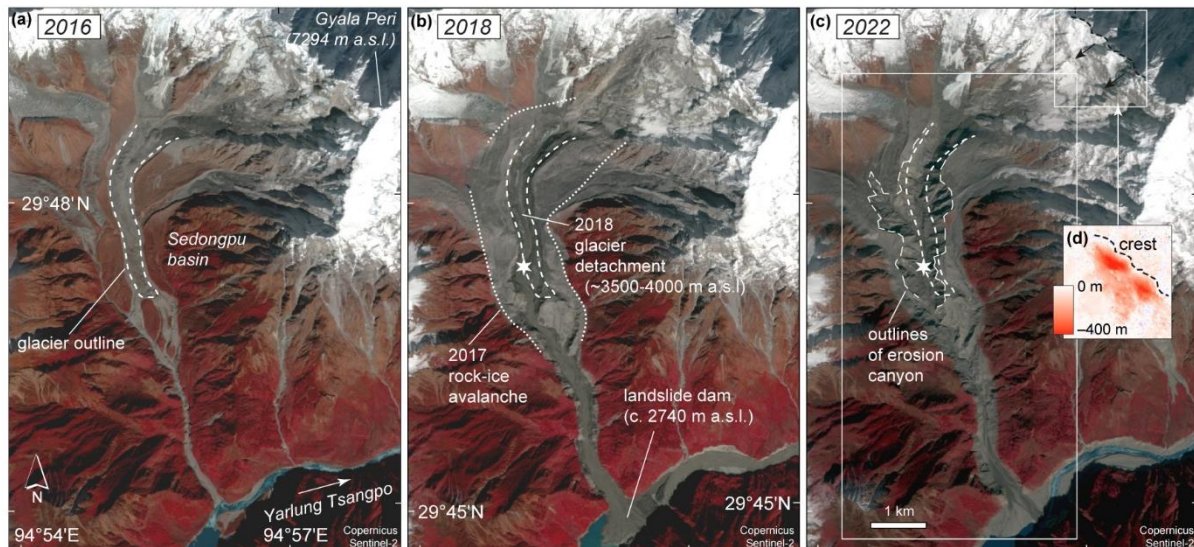 (a)
2016
Gyala Peri
(7294 m a.s.l.)
29°48' N
Sedongpu
basin
glacier outline
N
Yarlung Tsangpo
94°54'E
94°57'E
Copernicus
Sentinel-2
(b)
2018
2018
glacier
detachment
(~3500-4000 m a.s.l.)
2017
rock-ice
avalanche
landslide dam
(c. 2740 m a.s.l.)
29°45'N
29°45'N
Copernicus
Sentinel-2
(c)
2022
(d)
crest
0 m
–400 m
outlines
of erosion
canyon
1 km
Copernicus
Sentinel-2